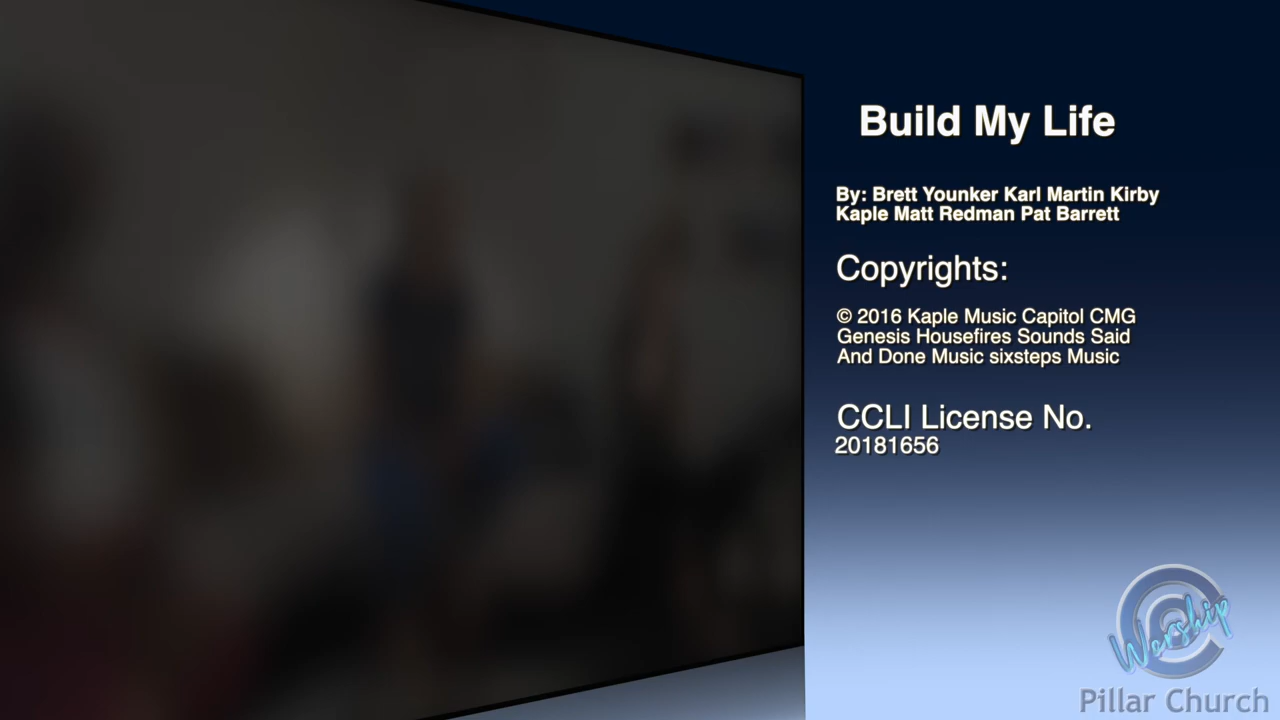 Build My Life
By: Brett Younker Karl Martin Kirby
Kaple Matt Redman Pat Barrett
Copyrights:
© 2016 Kaple Music Capitol CMG
Genesis Housefires Sounds Said
And Done Music sixsteps Music
CCLI License No.
20181656
Worship
Pillar Church